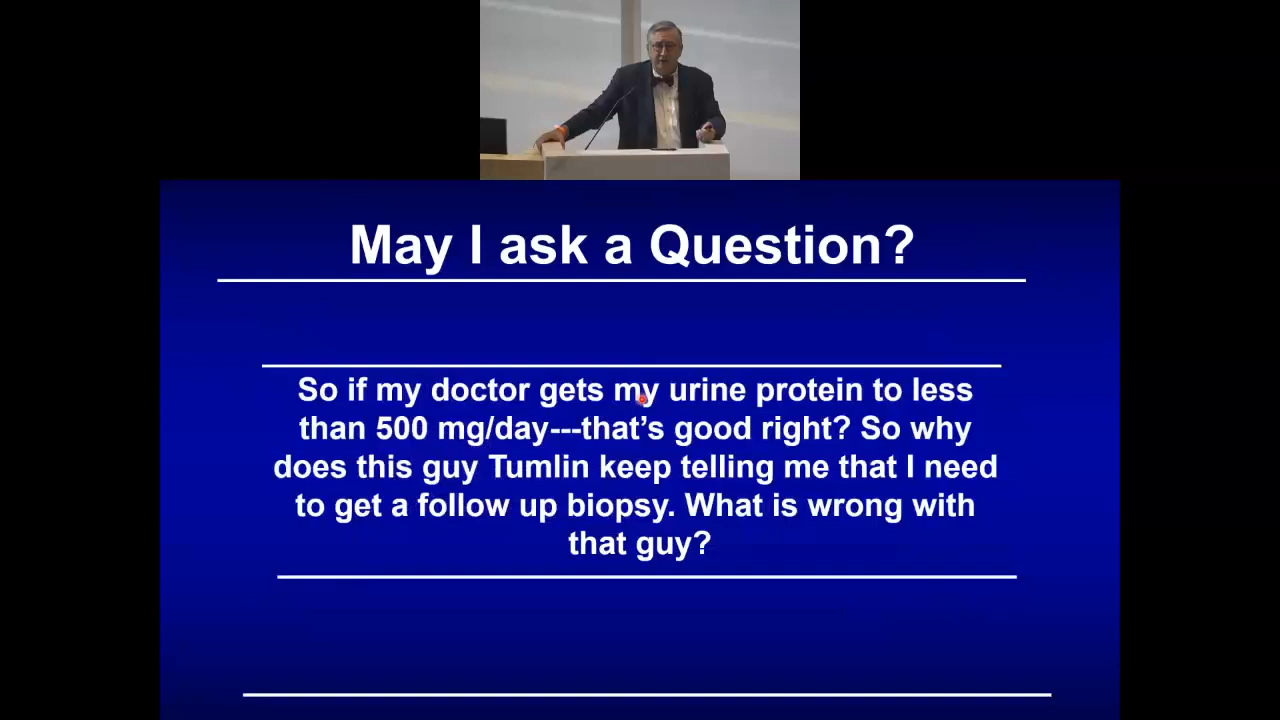 May I ask a Question?
So if my doctor gets my urine protein to less
than 500 mg/day---that’s good right? So why
does this guy Tumlin keep telling me that I need
to get a follow up biopsy. What is wrong with
that guy?